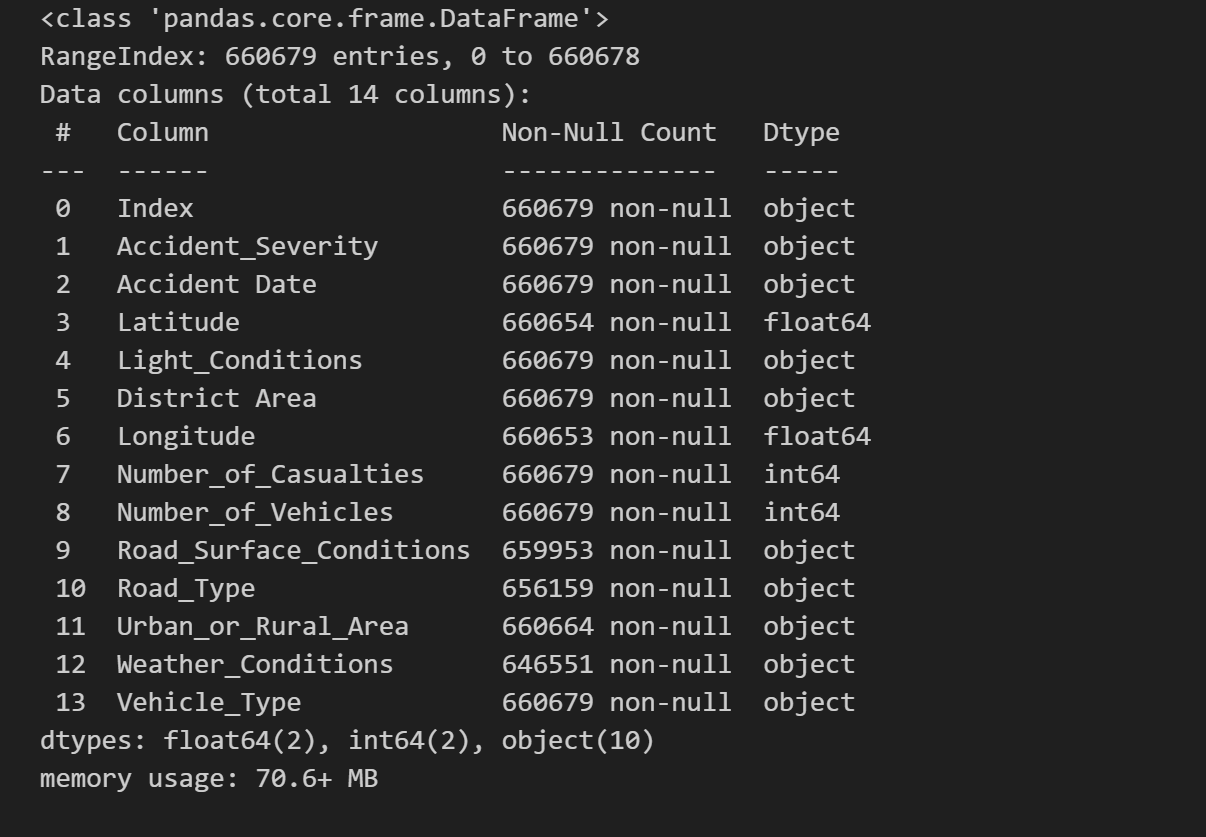 <class 'pandas.core.frame.DataFrame'>
RangeIndex: 660679 entries, 0 to 660678
Data columns (total 14 columns):
 #   Column                   Non-Null Count   Dtype
---  ------                   --------------   -----
 0   Index                    660679 non-null  object
 1   Accident_Severity        660679 non-null  object
 2   Accident Date            660679 non-null  object
 3   Latitude                 660654 non-null  float64
 4   Light_Conditions         660679 non-null  object
 5   District Area            660679 non-null  object
 6   Longitude                660653 non-null  float64
 7   Number_of_Casualties     660679 non-null  int64
 8   Number_of_Vehicles       660679 non-null  int64
 9   Road_Surface_Conditions  659953 non-null  object
 10  Road_Type                656159 non-null  object
 11  Urban_or_Rural_Area      660664 non-null  object
 12  Weather_Conditions       646551 non-null  object
 13  Vehicle_Type             660679 non-null  object
dtypes: float64(2), int64(2), object(10)
memory usage: 70.6+ MB